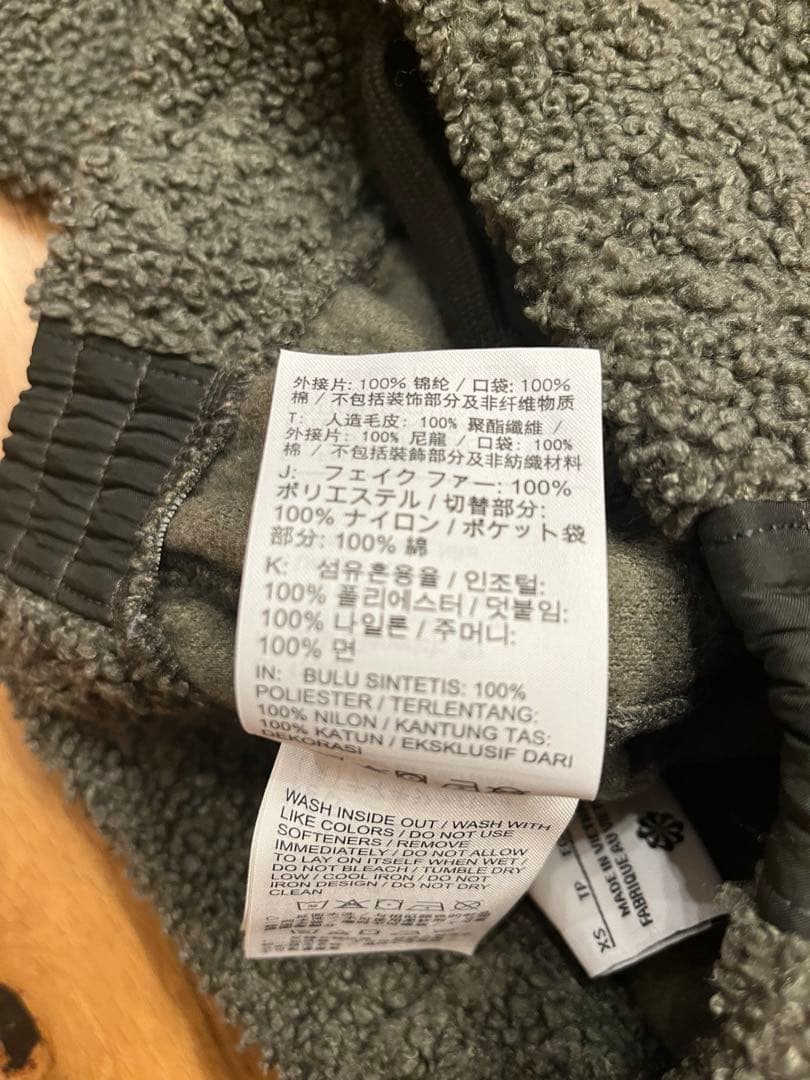 外接片: 100% 锦纶 / 口袋: 100%
棉 / 不包括装饰部分及非纤维物质
T: 人造毛皮: 100% 聚酯纖維 /
外接片: 100% 尼龍 / 口袋: 100%
棉 / 不包括裝飾部分及非紡織材料
J: フェイク ファー: 100%
ポリエステル / 切替部分:
100% ナイロン / ポケット袋
部分: 100% 綿
K: 섬유혼용율 / 인조털:
100% 폴리에스터 / 덧붙임:
100% 나일론 / 주머니:
100% 면
IN: BULU SINTETIS: 100%
POLIESTER / TERLENTANG:
100% NILON / KANTUNG TAS:
100% KATUN / EKSKLUSIF DARI
DEKORASI
WASH INSIDE OUT / WASH WITH
LIKE COLORS / DO NOT USE
SOFTENERS / REMOVE
IMMEDIATELY / DO NOT ALLOW
TO LAY ON ITSELF WHEN WET /
DO NOT BLEACH / TUMBLE DRY
LOW / COOL IRON / DO NOT
IRON DESIGN / DO NOT DRY
CLEAN
XS TP
MADE IN
FABRIQUE AU